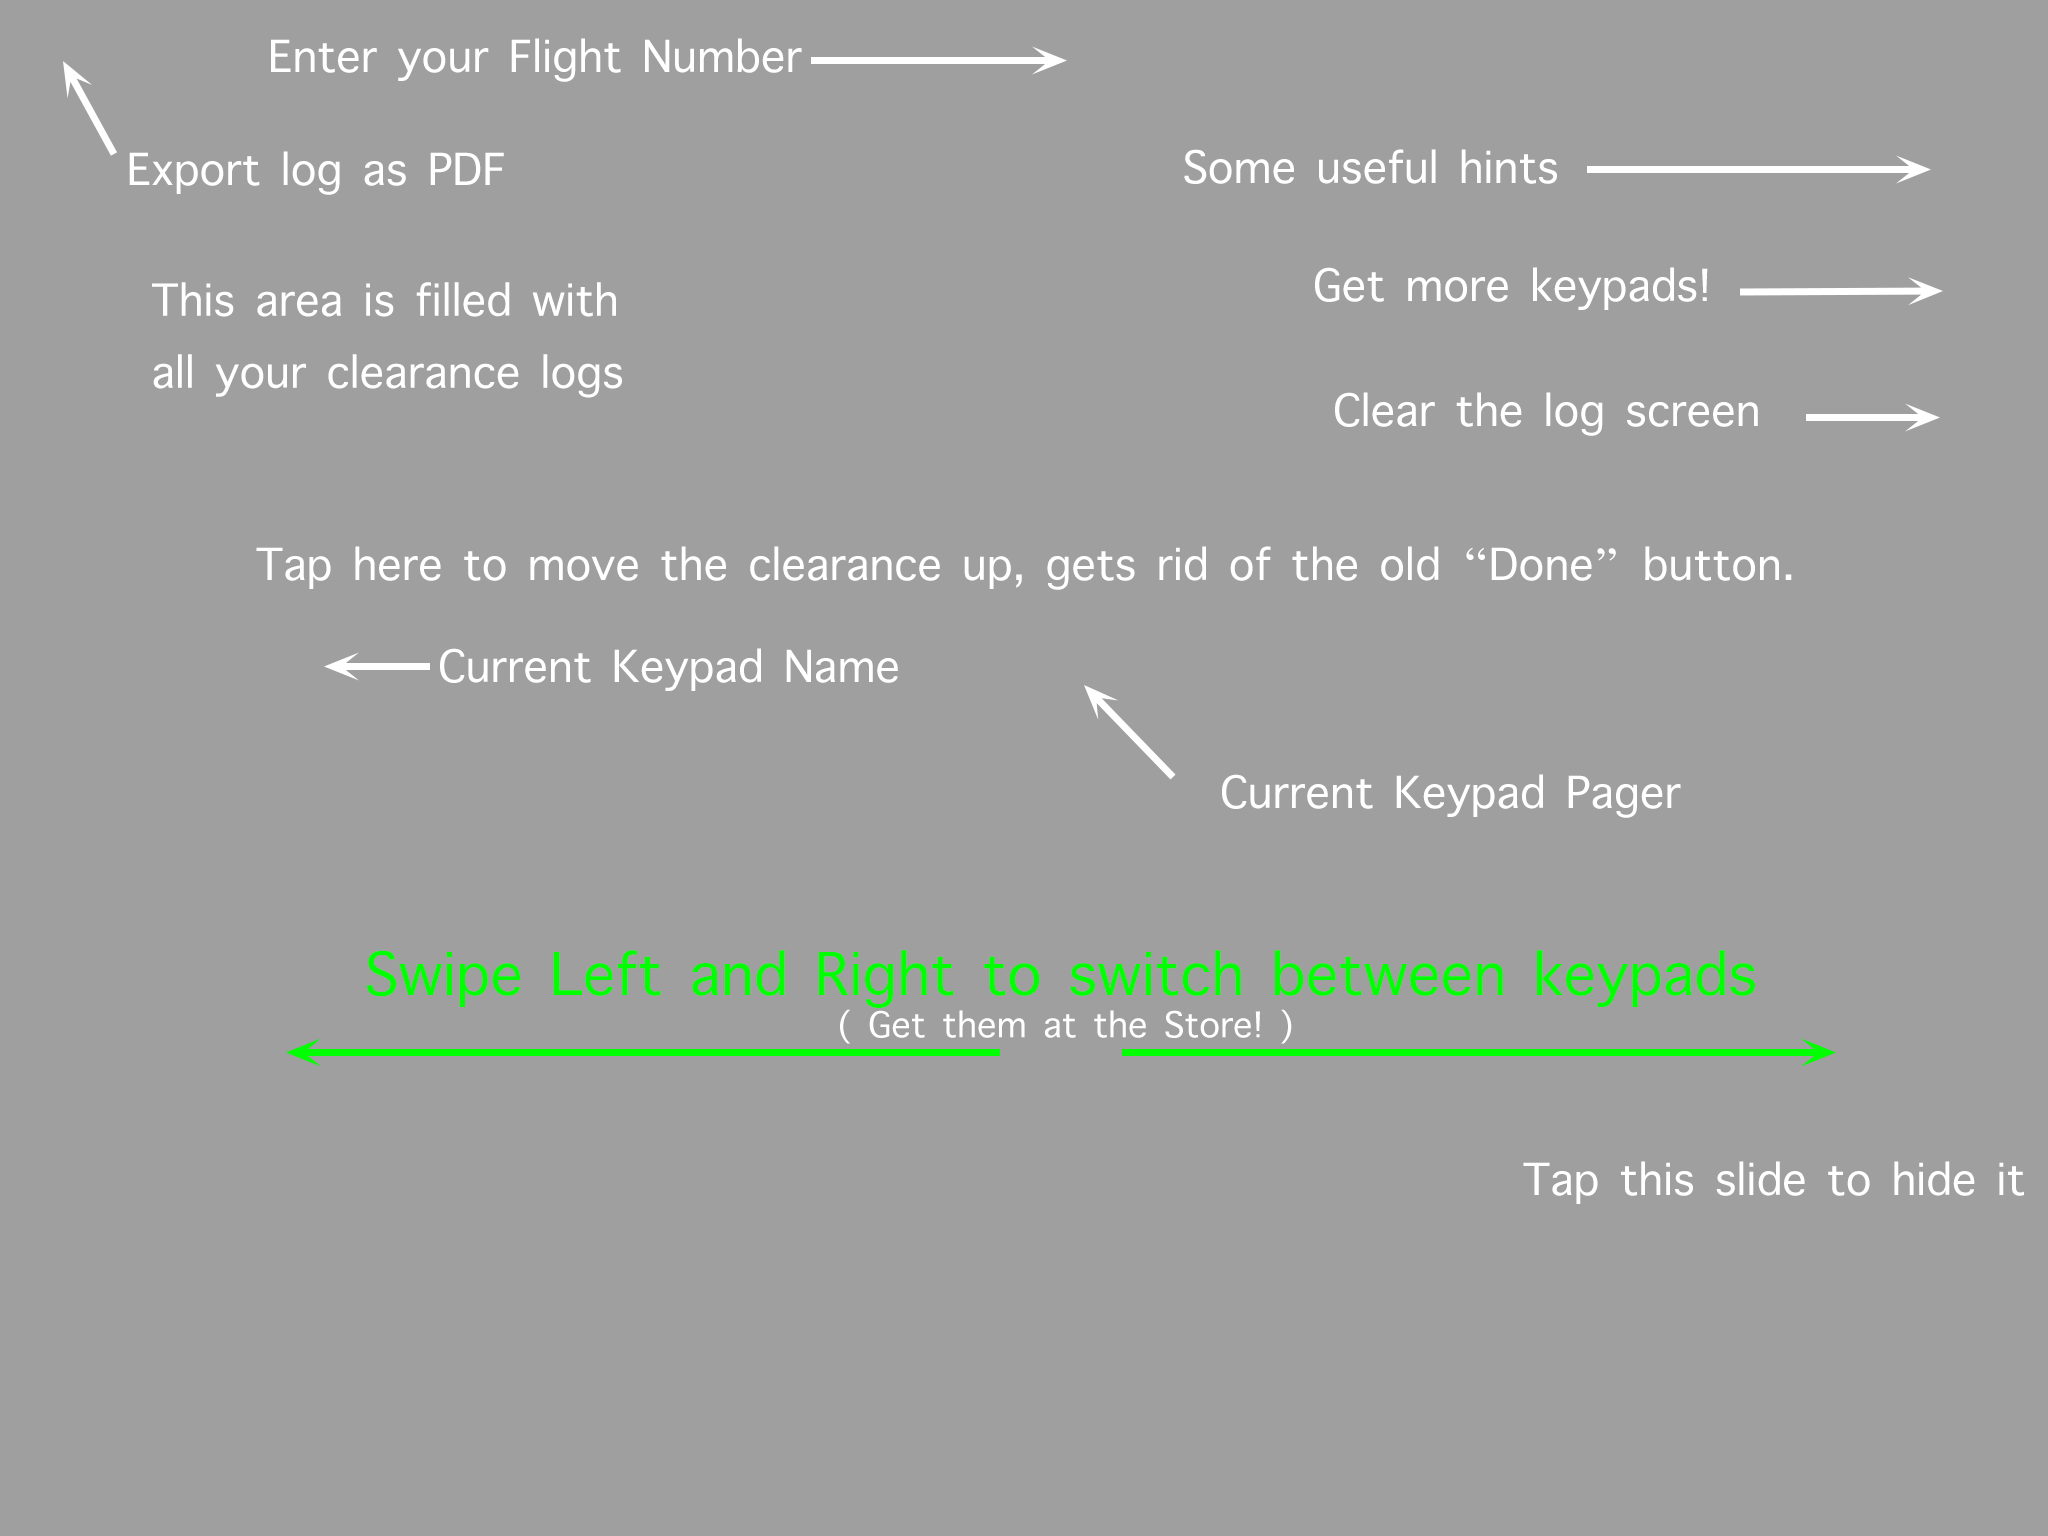 Enter your Flight Number
Export log as PDF
Some useful hints
This area is filled with
all your clearance logs
Get more keypads!
Clear the log screen
Tap here to move the clearance up, gets rid of the old “Done” button.
Current Keypad Name
Current Keypad Pager
Swipe Left and Right to switch between keypads
( Get them at the Store! )
Tap this slide to hide it